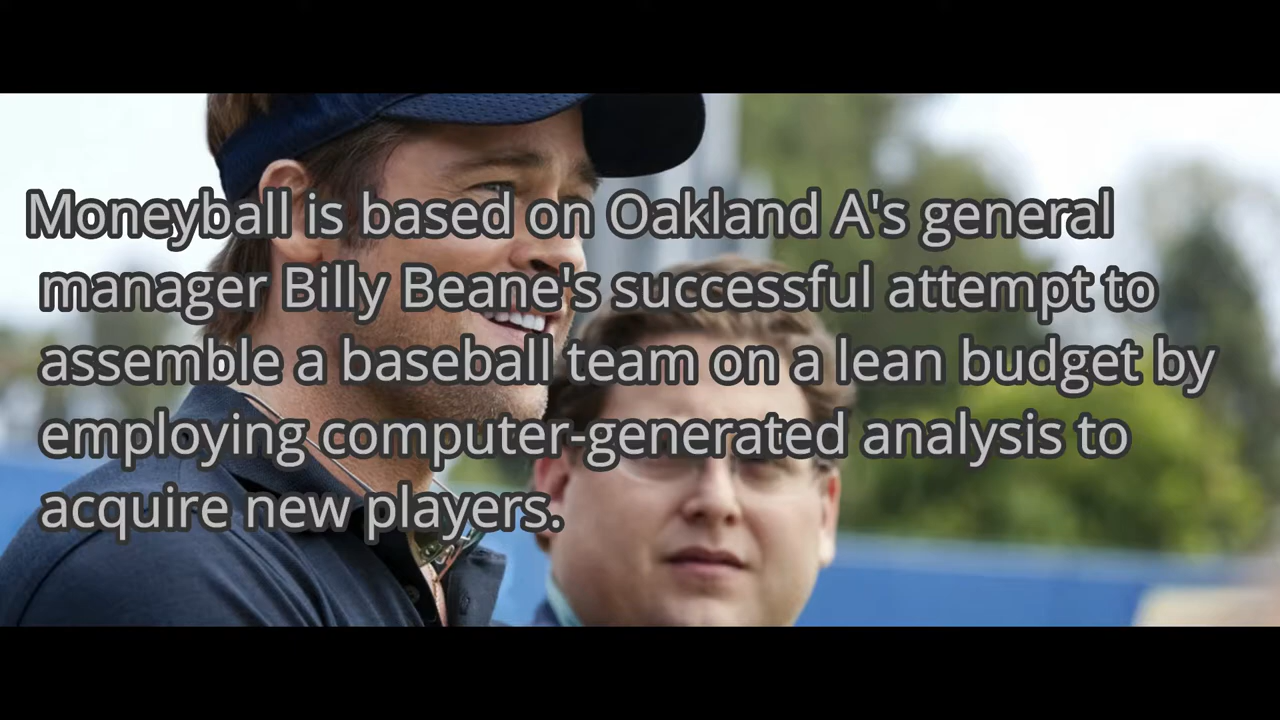 Moneyball is based on Oakland A's general
manager Billy Beane's successful attempt to
assemble a baseball team on a lean budget by
employing computer-generated analysis to
acquire new players.